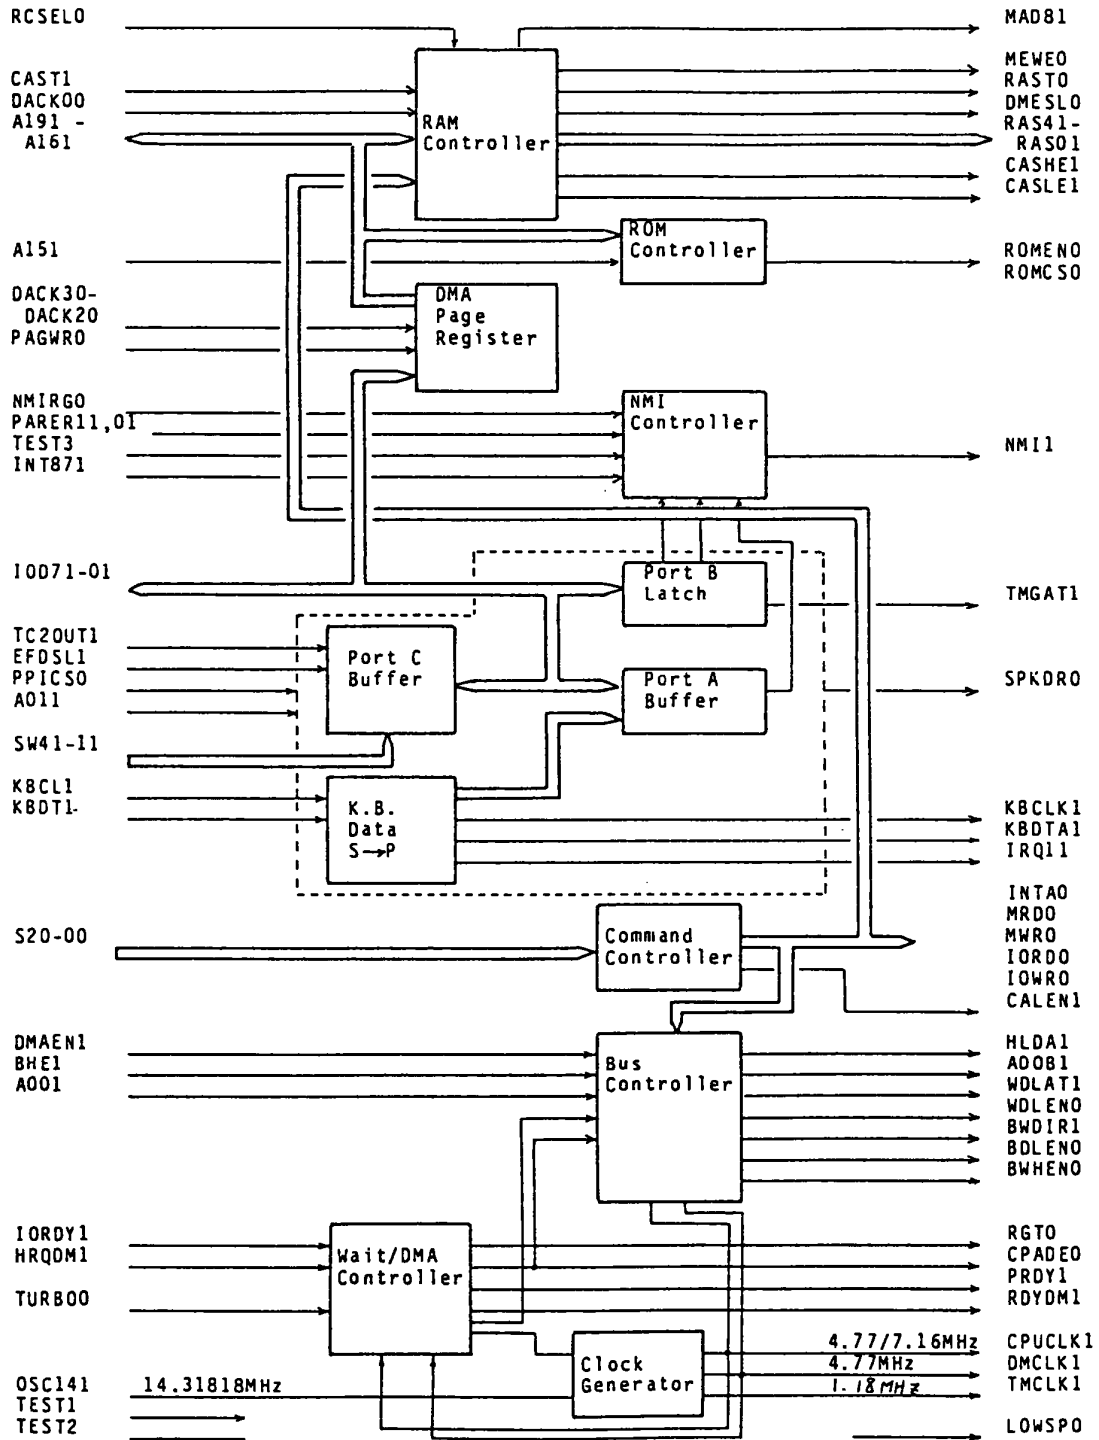 RCSEL0
MAD81
MEWE0
CAST1
RAST0
DACK00
DMESL0
A191 -
A161
RAM
Controller
RAS41-
RAS01
CASHE1
CASLE1
ROM
Controller
A151
ROMEN0
ROMCS0
DACK30-
DACK20
PAGWR0
DMA
Page
Register
NMIRG0
PARER11,01
TEST3
INT871
NMI
Controller
NMI1
IOD71-01
Port B
Latch
TMGAT1
TC2OUT1
EFDSL1
PPICS0
A011
Port C
Buffer
Port A
Buffer
SPKDR0
SW41-11
KBCL1
KBDT1-
K.B.
Data
S→P
KBCLK1
KBDTA1
IRQ11
S20-00
Command
Controller
INTA0
MRD0
MWR0
IORD0
IOWR0
CALEN1
DMAEN1
BHE1
A001
Bus
Controller
HLDA1
ADOB1
WDLAT1
WDLEN0
BWDIR1
BDLEN0
BWHEN0
IORDY1
HRQDM1
TURBO0
Wait/DMA
Controller
RGT0
CPADE0
PRDY1
RDYDM1
OSC141
TEST1
TEST2
14.31818MHz
Clock
Generator
4.77/7.16MHz
4.77MHz
1.18MHz
CPUCLK1
DMCLK1
TMCLK1
LOWSP0